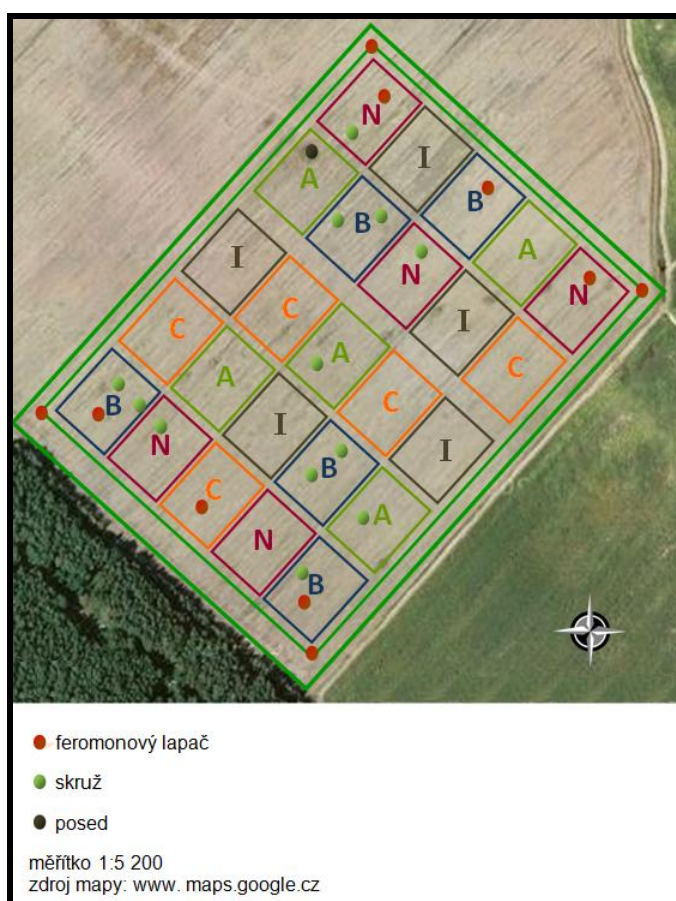 N
I
A
B
B
I A
N
N
C I
C
A
C
A
C
B
I
N I
B
C
A
N
B
feromonový lapač
skruž
posed
měřítko 1:5 200
zdroj mapy: www. maps.google.cz